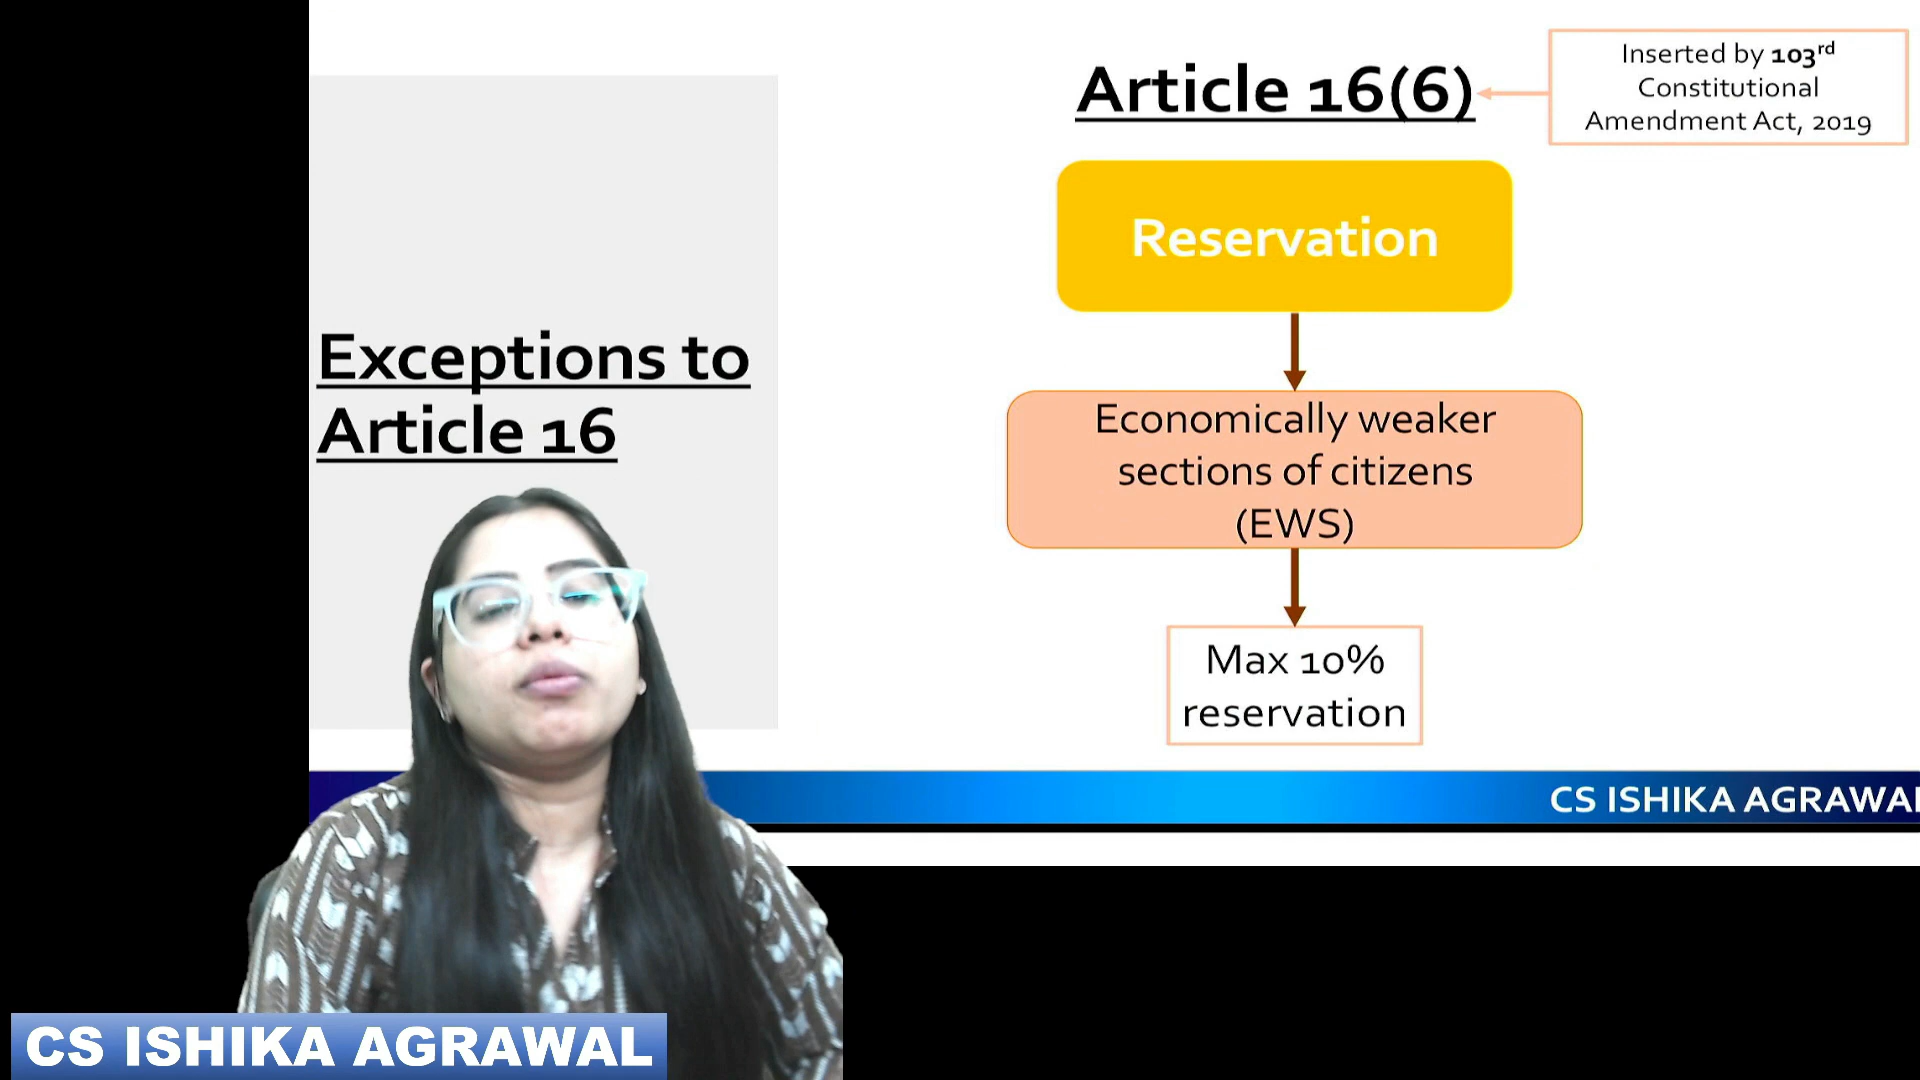 Exceptions to
Article 16
Article 16(6)
Inserted by 103rd
Constitutional
Amendment Act, 2019
Reservation
Economically weaker
sections of citizens
(EWS)
Max 10%
reservation
CS ISHIKA AGRAWAL
CS ISHIKA AGRAWAL